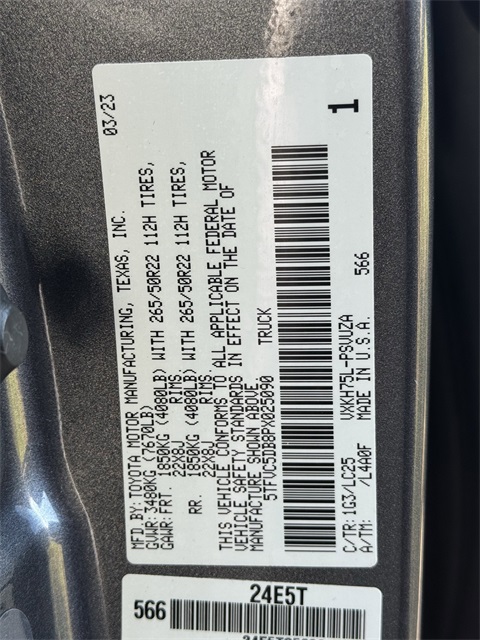 MFD.BY: TOYOTA MOTOR MANUFACTURING, TEXAS, INC. 03/23
GVWR: 3480KG (7670LB)
GAWR: FRT. 1850KG (4080LB) WITH 265/50R22 112H TIRES,
22X8J RIMS,
RR. 1850KG (4080LB) WITH 265/50R22 112H TIRES,
22X8J RIMS.
THIS VEHICLE CONFORMS TO ALL APPLICABLE FEDERAL MOTOR
VEHICLE SAFETY STANDARDS IN EFFECT ON THE DATE OF
MANUFACTURE SHOWN ABOVE.
5TFVC5DB8PX025090 TRUCK
C/TR: 1G3/LC25 VXKH75L-PSVVZA 566
A/TM: /L4A0F MADE IN U.S.A.
1
24E5T
566